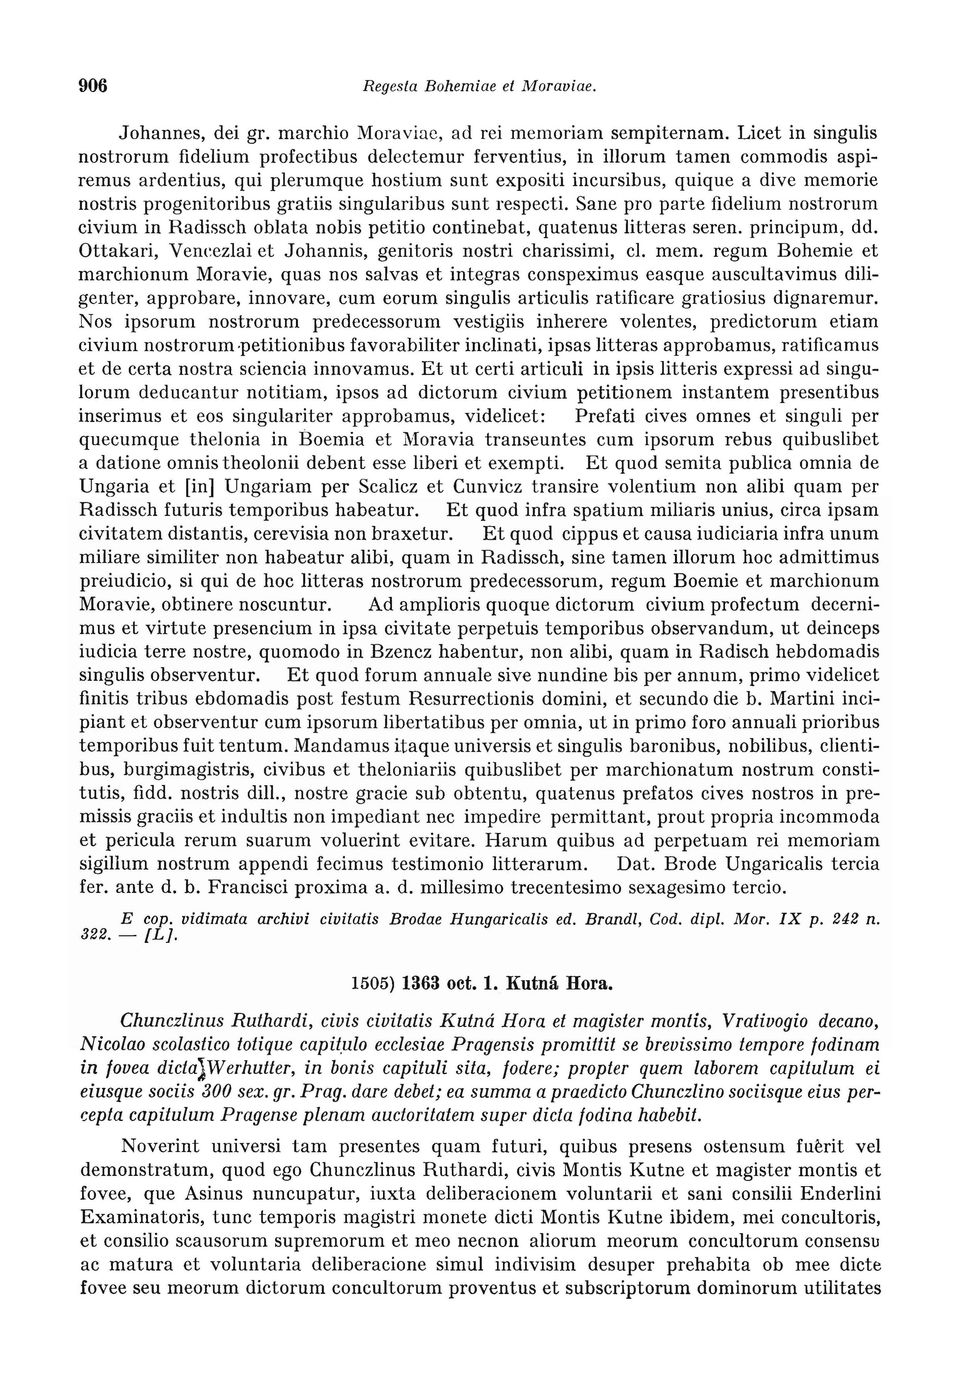 906 Regesta Bohemiae et Moraviae.
Johannes, dei gr. marchio Moraviae, ad rei memoriam sempiternam. Licet in singulis
nostrorum fidelium profectibus delectemur ferventius, in illorum tamen commodis aspi-
remus ardentius, qui plerumque hostium sunt expositi incursibus, quique a dive memorie
nostris progenitoribus gratiis singularibus sunt respecti. Sane pro parte fidelium nostrorum
civium in Radissch oblata nobis petitio continebat, quatenus litteras seren. principum, dd.
Ottakari, Vencezlai et Johannis, genitoris nostri charissimi, cl. mem. regum Bohemie et
marchionum Moravie, quas nos salvas et integras conspeximus easque auscultavimus dili-
genter, approbare, innovare, cum eorum singulis articulis ratificare gratiosius dignaremur.
Nos ipsorum nostrorum predecessorum vestigiis inherere volentes, predictorum etiam
civium nostrorum petitionibus favorabiliter inclinati, ipsas litteras approbamus, ratificamus
et de certa nostra sciencia innovamus. Et ut certi articuli in ipsis litteris expressi ad singu-
lorum deducantur notitiam, ipsos ad dictorum civium petitionem instantem presentibus
inserimus et eos singulariter approbamus, videlicet: Prefati cives omnes et singuli per
quecumque thelonia in Boemia et Moravia transeuntes cum ipsorum rebus quibuslibet
a datione omnis theolonii debent esse liberi et exempti. Et quod semita publica omnia de
Ungaria et [in] Ungariam per Scalicz et Cunvicz transire volentium non alibi quam per
Radissch futuris temporibus habeatur. Et quod infra spatium miliaris unius, circa ipsam
civitatem distantis, cerevisia non braxetur. Et quod cippus et causa iudiciaria infra unum
miliare similiter non habeatur alibi, quam in Radissch, sine tamen illorum hoc admittimus
preiudicio, si qui de hoc litteras nostrorum predecessorum, regum Boemie et marchionum
Moravie, obtinere noscuntur. Ad amplioris quoque dictorum civium profectum decerni-
mus et virtute presencium in ipsa civitate perpetuis temporibus observandum, ut deinceps
iudicia terre nostre, quomodo in Bzencz habentur, non alibi, quam in Radisch hebdomadis
singulis observentur. Et quod forum annuale sive nundine bis per annum, primo videlicet
finitis tribus ebdomadis post festum Resurrectionis domini, et secundo die b. Martini inci-
piant et observentur cum ipsorum libertatibus per omnia, ut in primo foro annuali prioribus
temporibus fuit tentum. Mandamus itaque universis et singulis baronibus, nobilibus, clienti-
bus, burgimagistris, civibus et theloniariis quibuslibet per marchionatum nostrum consti-
tutis, fidd. nostris dill., nostre gracie sub obtentu, quatenus prefatos cives nostros in pre-
missis graciis et indultis non impediant nec impedire permittant, prout propria incommoda
et pericula rerum suarum voluerint evitare. Harum quibus ad perpetuam rei memoriam
sigillum nostrum appendi fecimus testimonio litterarum. Dat. Brode Ungaricalis tercia
fer. ante d. b. Francisci proxima a. d. millesimo trecentesimo sexagesimo tercio.
E cop. vidimata archivi civitatis Brodae Hungaricalis ed. Brandl, Cod. dipl. Mor. IX p. 242 n.
322. — [L].
1505) 1363 oct. 1. Kutná Hora.
Chunczlinus Ruthardi, civis civitatis Kutná Hora et magister montis, Vrativogio decano,
Nicolao scolastico totique capitulo ecclesiae Pragensis promittit se brevissimo tempore fodinam
in fovea dicta Werhutter, in bonis capituli sita, fodere; propter quem laborem capitulum ei
eiusque sociis 300 sex. gr. Prag. dare debet; ea summa a praedicto Chunczlino sociisque eius per-
cepta capitulum Pragense plenam auctoritatem super dicta fodina habebit.
Noverint universi tam presentes quam futuri, quibus presens ostensum fuerit vel
demonstratum, quod ego Chunczlinus Ruthardi, civis Montis Kutne et magister montis et
fovee, que Asinus nuncupatur, iuxta deliberacionem voluntarii et sani consilii Enderlini
Examinatoris, tunc temporis magistri monete dicti Montis Kutne ibidem, mei concultoris,
et consilio scausorum supremorum et meo necnon aliorum meorum concultorum consensu
ac matura et voluntaria deliberacione simul indivisim desuper prehabita ob mee dicte
fovee seu meorum dictorum concultorum proventus et subscriptorum dominorum utilitates